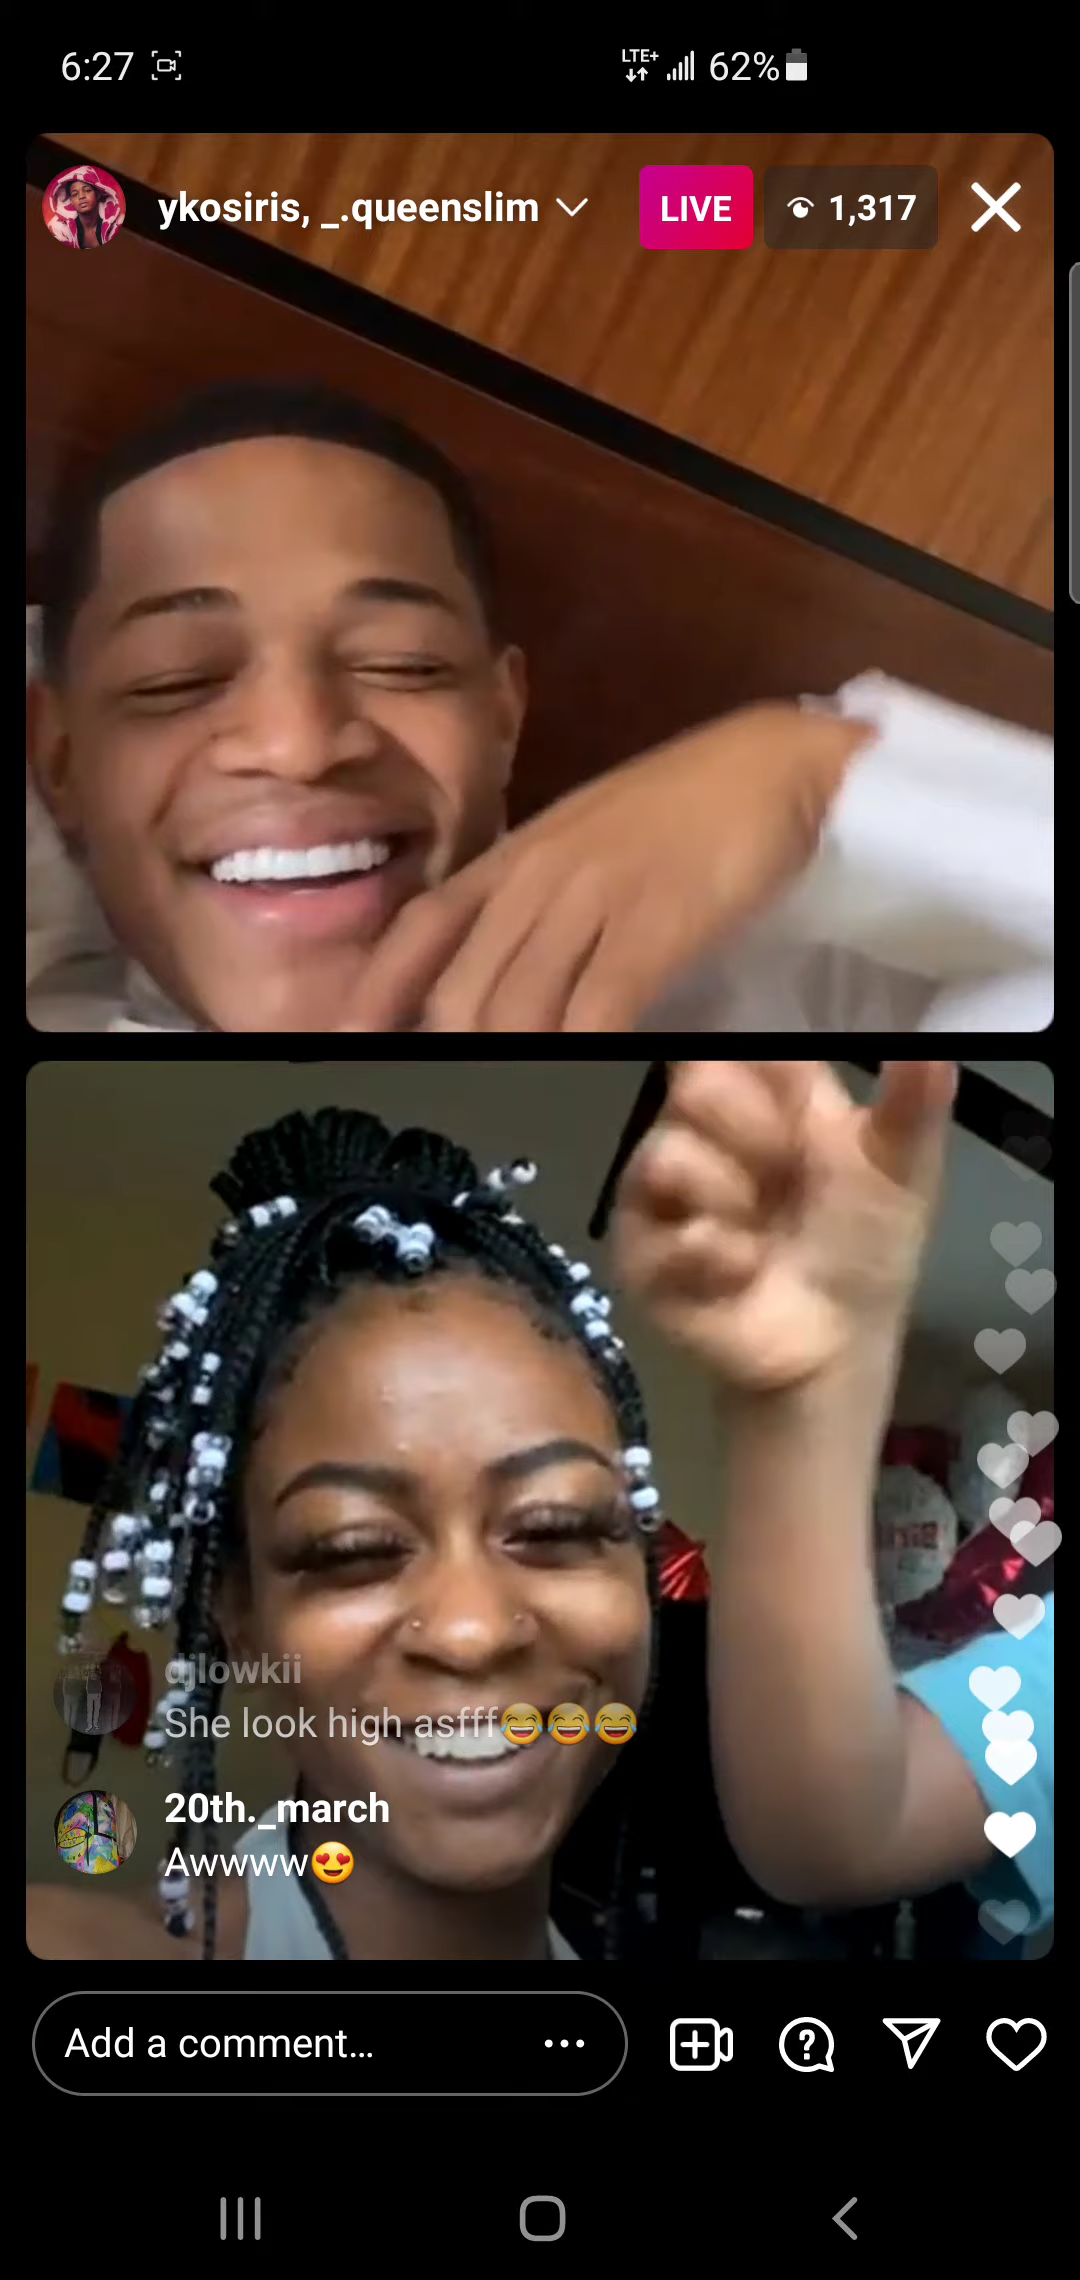 6:27 LTE+ 62%
ykosiris, _.queenslim LIVE 1,317
djlowkii
She look high asfff😂😂😂
20th._march
Awwww😍
Add a comment...